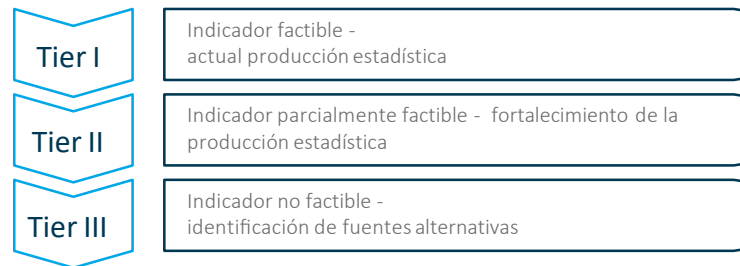 Tier I
Indicador factible -
actual producción estadística
Tier II
Indicador parcialmente factible - fortalecimiento de la
producción estadística
Tier III
Indicador no factible -
identificación de fuentes alternativas